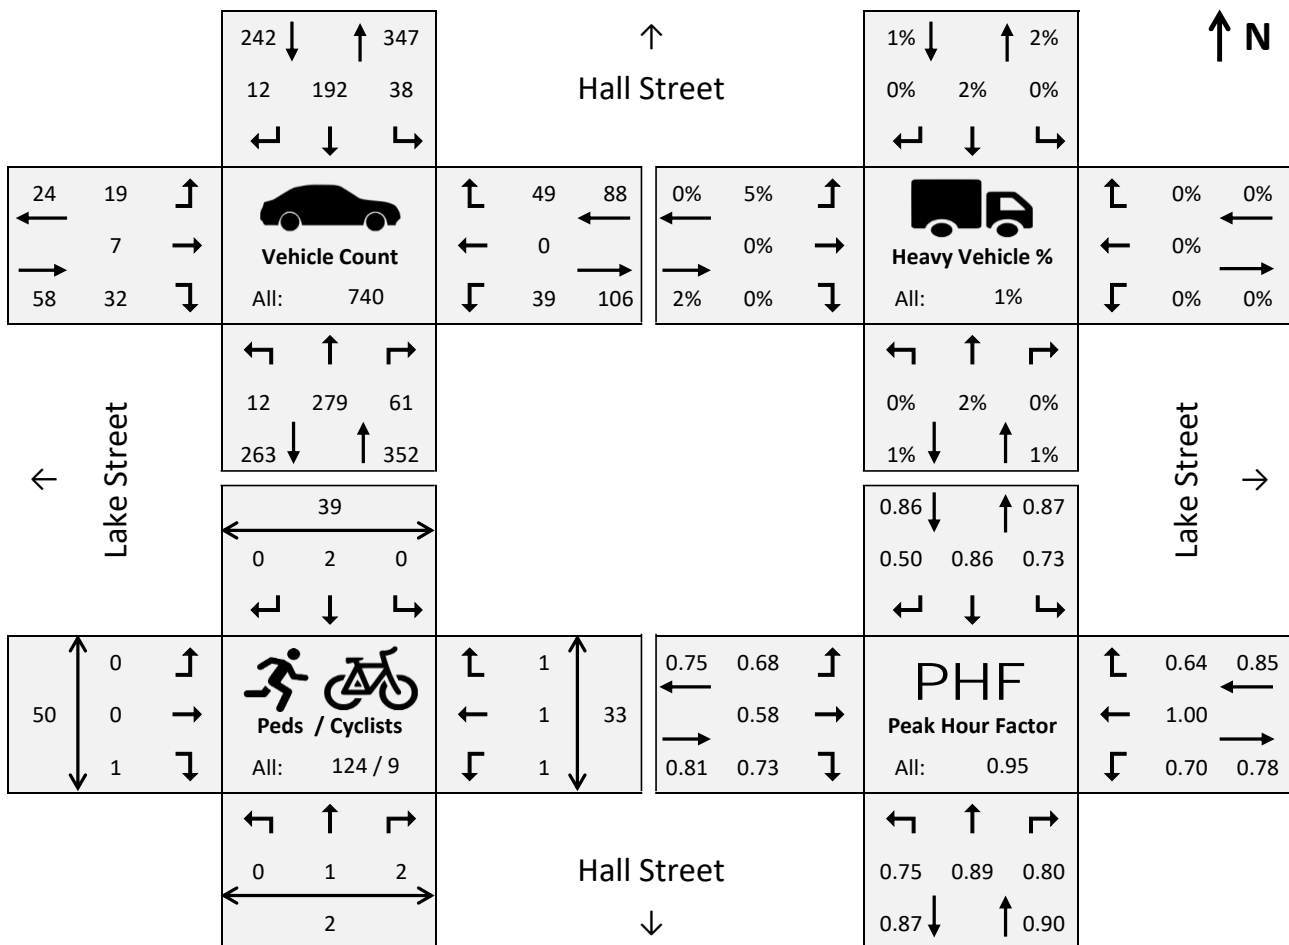 242 347 1% 2% N
Hall Street
12 192 38 0% 2% 0%
24 19 49 88 0% 5% 0% 0%
7 0 0% 0%
Vehicle Count Heavy Vehicle %
58 32 All: 740 39 106 2% 0% All: 1% 0% 0%
12 279 61 0% 2% 0%
263 352 1% 1%
Lake Street Lake Street
39 0.86 0.87
0 2 0 0.50 0.86 0.73
0 1 0.75 0.68 PHF 0.64 0.85
50 0 1 33 0.58 1.00
Peds / Cyclists Peak Hour Factor
1 All: 124 / 9 1 0.81 0.73 All: 0.95 0.70 0.78
0 1 2 Hall Street 0.75 0.89 0.80
2 0.87 0.90